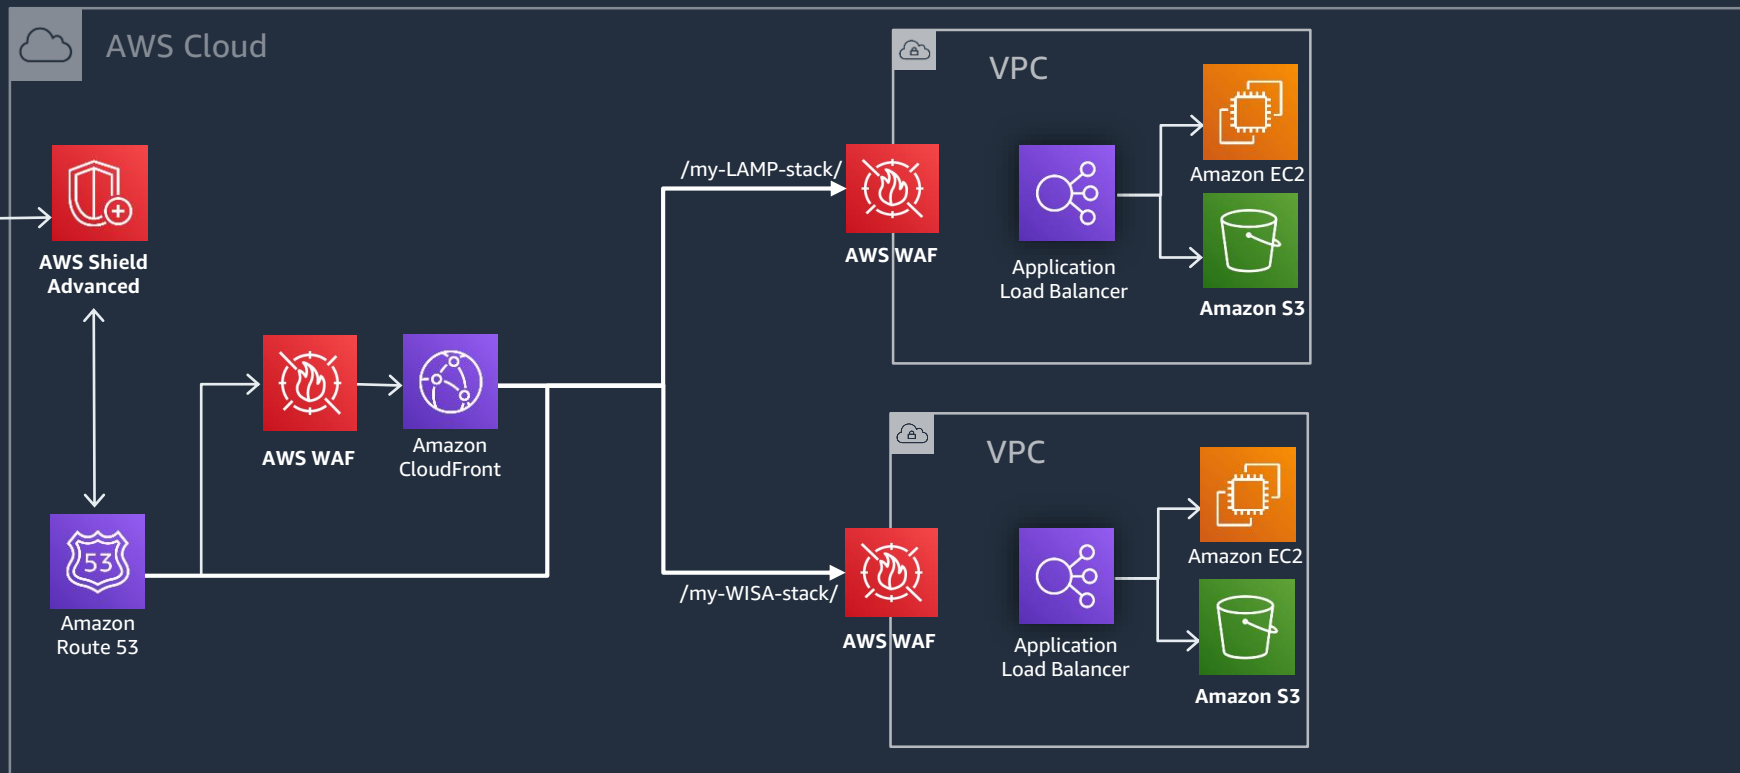 AWS Cloud
AWS Shield
Advanced
53
Amazon
Route 53
AWS WAF
Amazon
CloudFront
/my-LAMP-stack/
AWS WAF
VPC
Application
Load Balancer
Amazon EC2
Amazon S3
/my-WISA-stack/
AWS WAF
VPC
Application
Load Balancer
Amazon EC2
Amazon S3